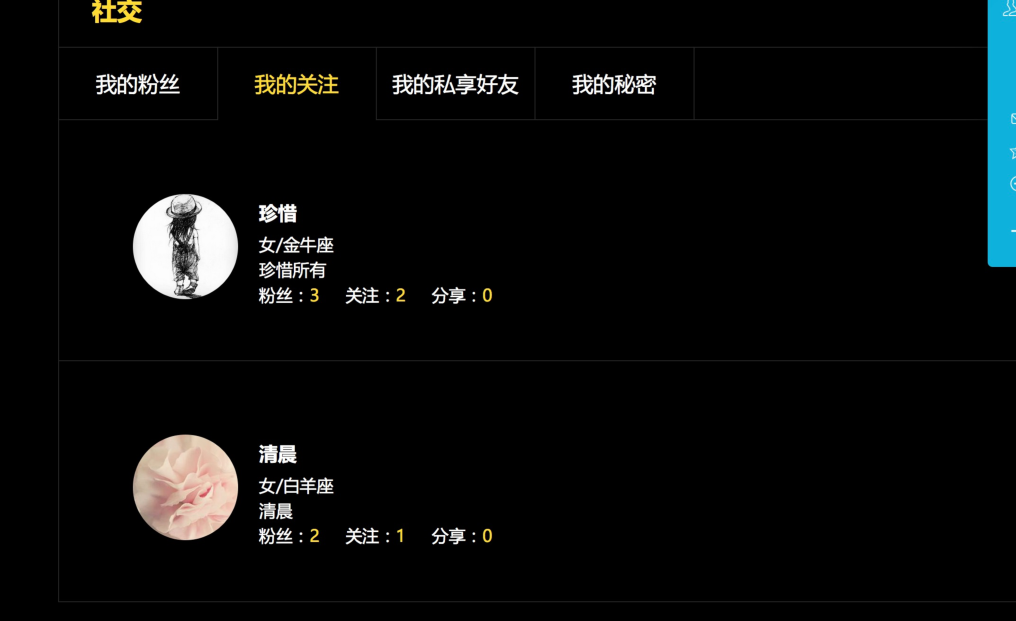 社交
我的粉丝 我的关注 我的私享好友 我的秘密
珍惜
女/金牛座
珍惜所有
粉丝：3 关注：2 分享：0
清晨
女/白羊座
清晨
粉丝：2 关注：1 分享：0